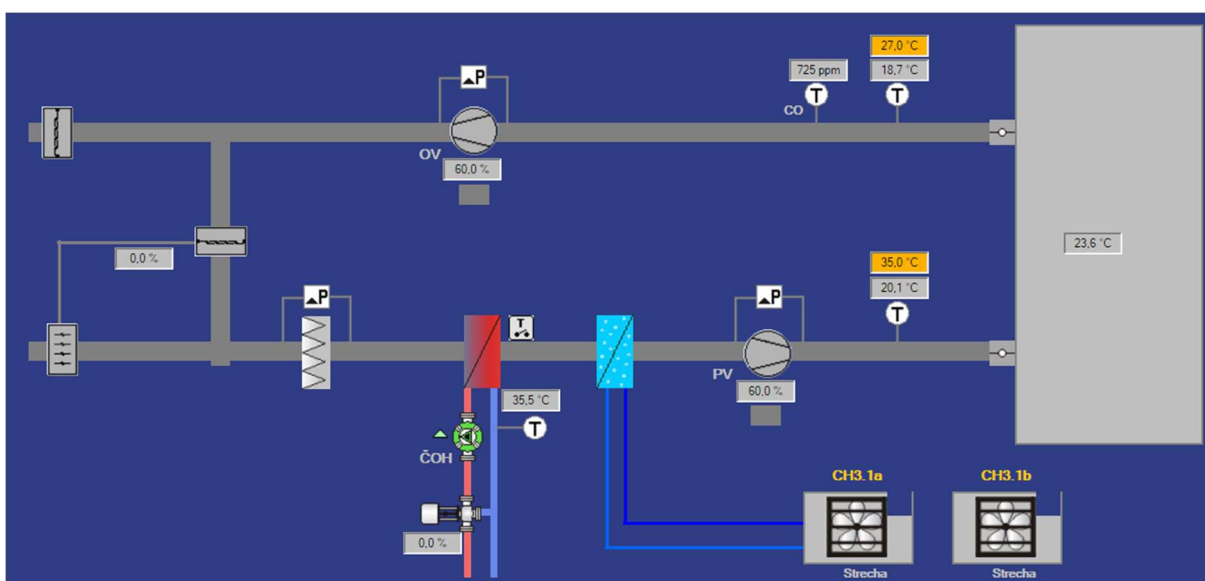 27,0 °C
725 ppm
18,7 °C
P
T
T
CO
OV
60,0 %
23,6 °C
0,0 %
35,0 °C
20,1 °C
P
P
T
T
PV
60,0 %
35,5 °C
T
ČOH
CH3.1a
CH3.1b
0,0 %
Strecha
Strecha